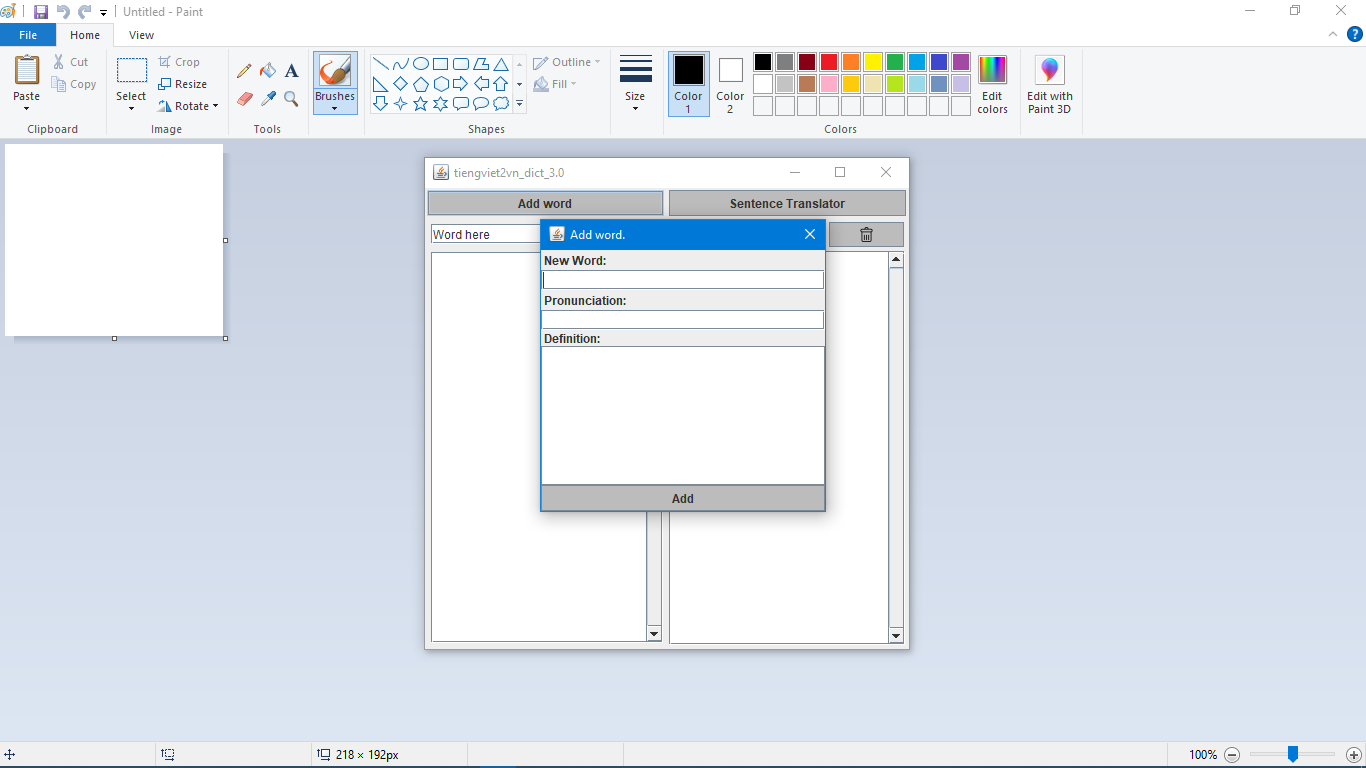 Untitled - Paint
File Home View
Paste
Cut
Copy
Clipboard
Select
Crop
Resize
Rotate
Image
A
Tools
Brushes
Shapes
Outline
Fill
Size
Color 1
Color 2
Colors
Edit colors
Edit with Paint 3D
?
tiengviet2vn_dict_3.0
Add word
Sentence Translator
Word here
Add word.
New Word:
Pronunciation:
Definition:
Add
218 × 192px
100%